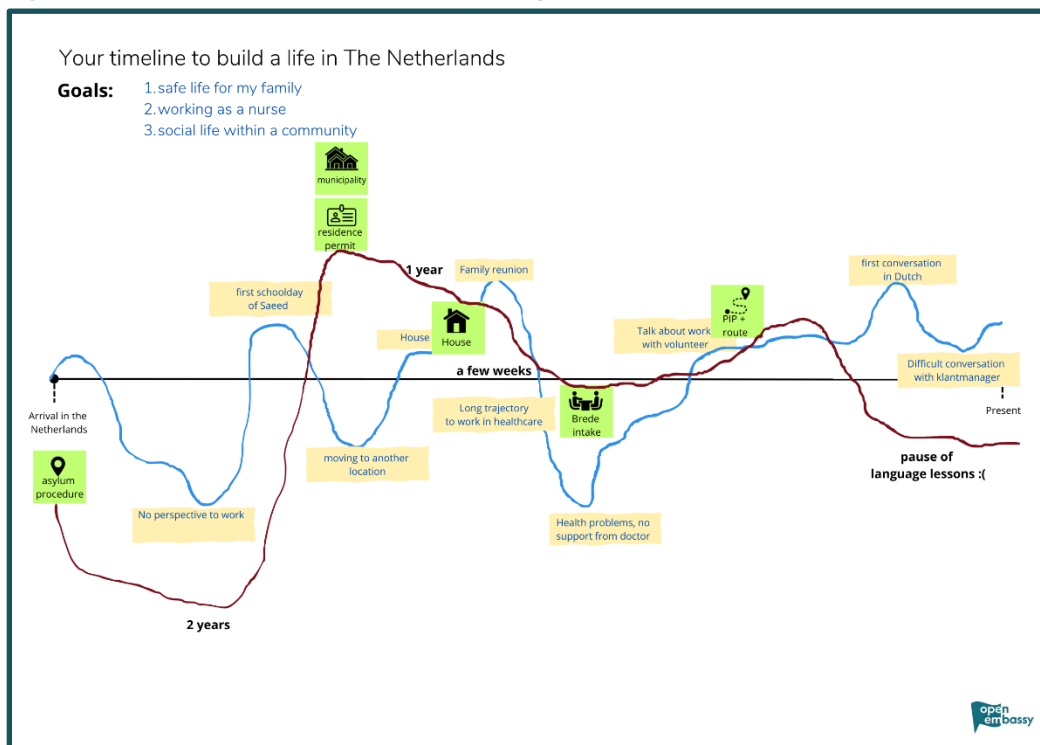 Your timeline to build a life in The Netherlands
Goals:
1. safe life for my family
2. working as a nurse
3. social life within a community
municipality
residence
permit
1 year
Family reunion
first conversation
in Dutch
first schoolday
of Saeed
House
House
Talk about work
with volunteer
PIP +
route
a few weeks
Difficult conversation
with klantmanager
Arrival in the
Netherlands
Long trajectory
to work in healthcare
Brede
intake
Present
moving to another
location
pause of
language lessons :(
asylum
procedure
No perspective to work
Health problems, no
support from doctor
2 years
open
embassy